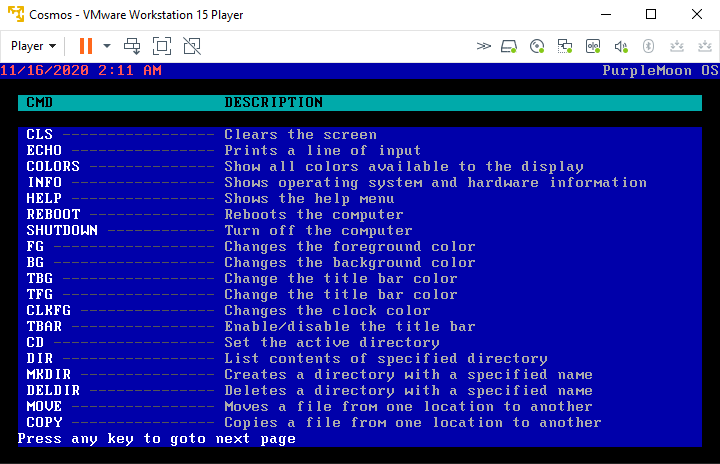 Cosmos - VMware Workstation 15 Player
Player
11/16/2020 2:11 AM PurpleMoon OS
CMD DESCRIPTION
CLS ----------------- Clears the screen
ECHO ---------------- Prints a line of input
COLORS -------------- Show all colors available to the display
INFO ---------------- Shows operating system and hardware information
HELP ---------------- Shows the help menu
REBOOT -------------- Reboots the computer
SHUTDOWN ------------ Turn off the computer
FG ------------------ Changes the foreground color
BG ------------------ Changes the background color
TBG ----------------- Change the title bar color
TFG ----------------- Change the title bar color
CLKFG --------------- Changes the clock color
TBAR ---------------- Enable/disable the title bar
CD ------------------ Set the active directory
DIR ----------------- List contents of specified directory
MKDIR --------------- Creates a directory with a specified name
DELDIR -------------- Deletes a directory with a specified name
MOVE ---------------- Moves a file from one location to another
COPY ---------------- Copies a file from one location to another
Press any key to goto next page